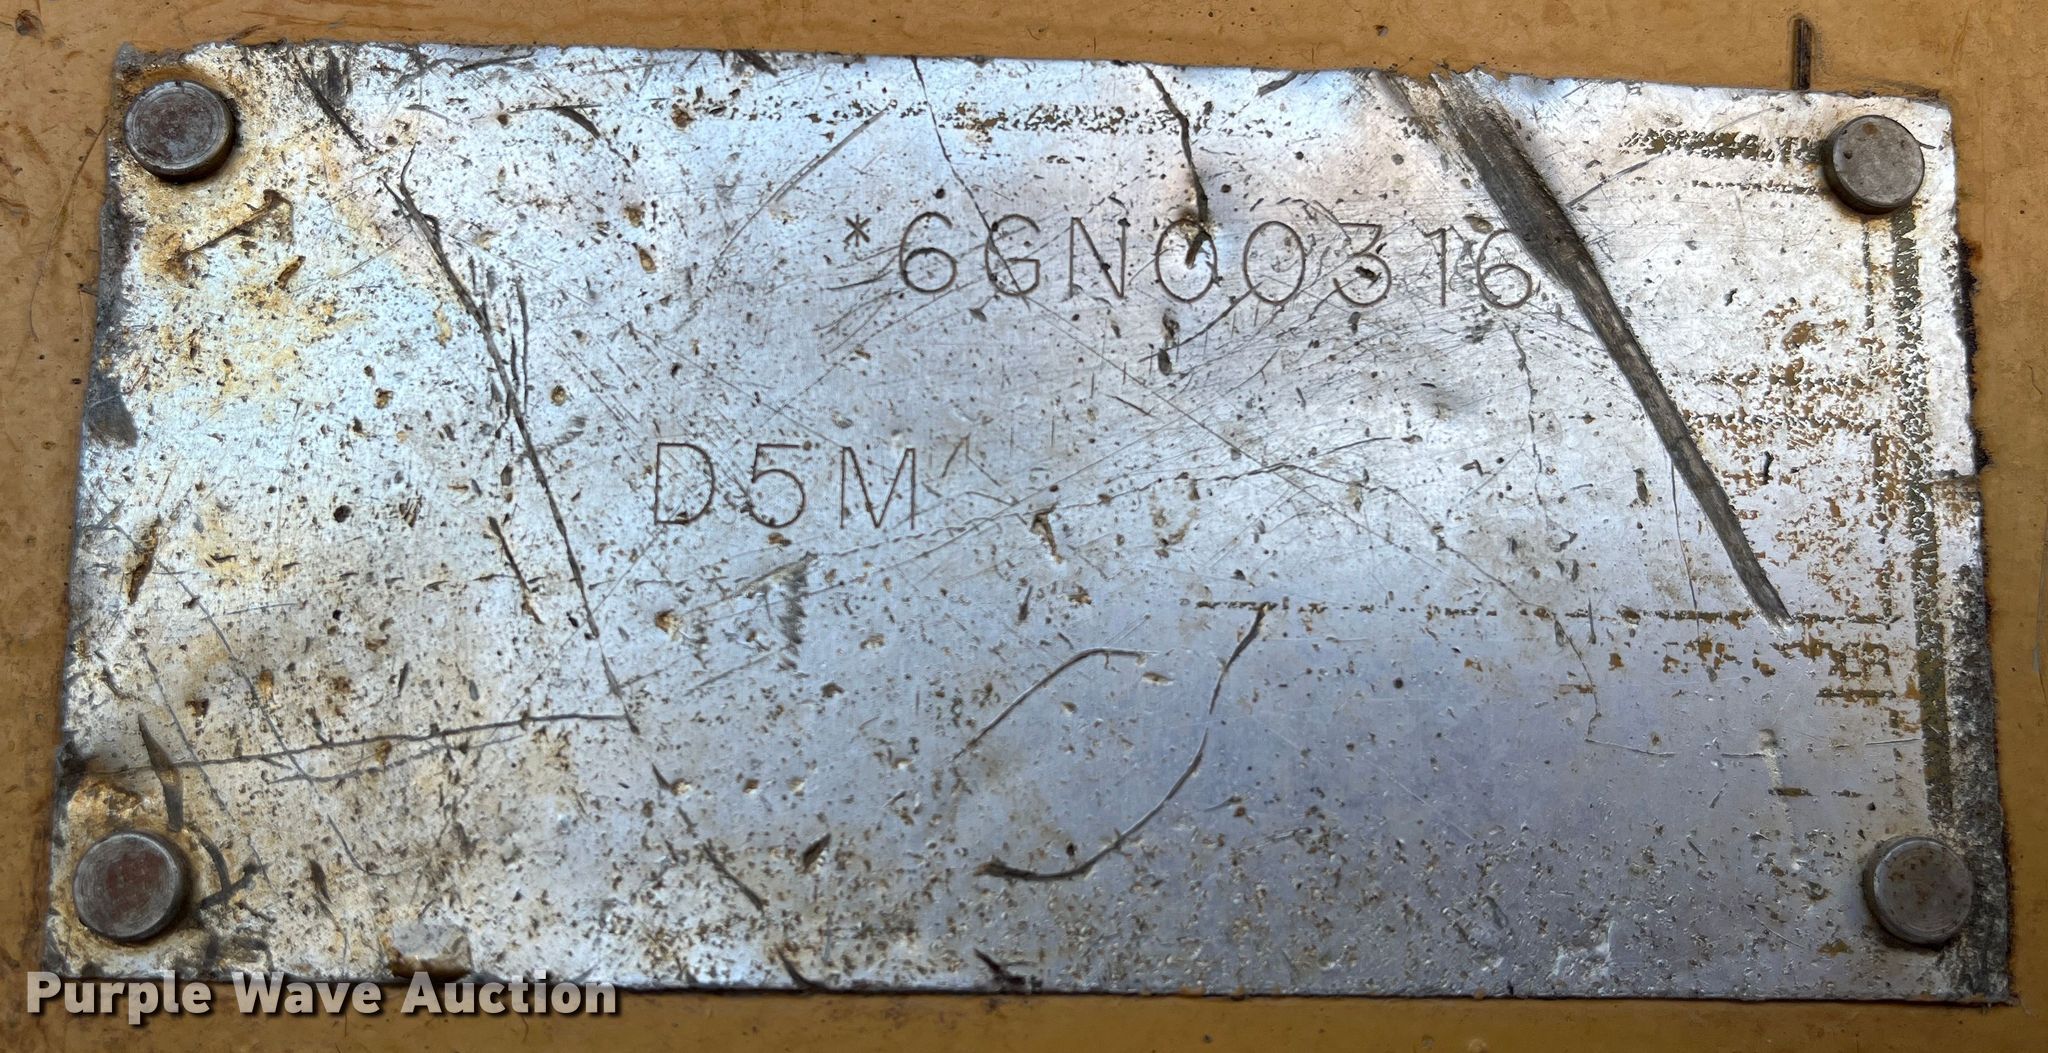 *6GN00316
D5M
Purple Wave Auction